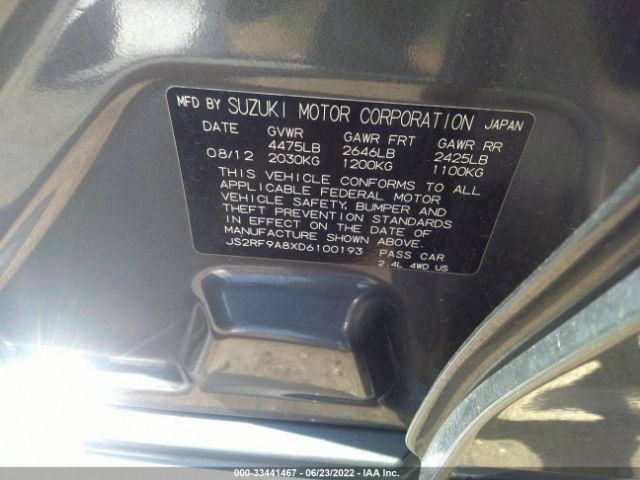 MFD BY SUZUKI MOTOR CORPORATION JAPAN
DATE GVWR GAWR FRT GAWR RR
4475LB 2646LB 2425LB
08/12 2030KG 1200KG 1100KG
THIS VEHICLE CONFORMS TO ALL
APPLICABLE FEDERAL MOTOR
VEHICLE SAFETY, BUMPER AND
THEFT PREVENTION STANDARDS
IN EFFECT ON THE DATE OF
MANUFACTURE SHOWN ABOVE.
JS2RF9A8XD6100193 PASS CAR
2.4L 4WD US
000-33441467 - 06/23/2022 - IAA Inc.